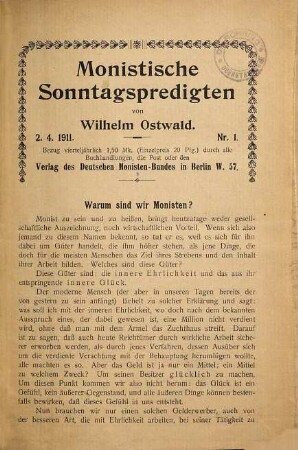 Monistische
Sonntagspredigten
von
Wilhelm Ostwald.
2. 4. 1911. Nr. 1.
Bezug vierteljährlich 1,50 Mk. (Einzelpreis 20 Pfg.) durch alle
Buchhandlungen, die Post oder den
Verlag des Deutschen Monisten-Bundes in Berlin W. 57.
Warum sind wir Monisten?
Monist zu sein und zu heißen, bringt heutzutage weder gesell-
schaftliche Auszeichnung, noch wirtschaftlichen Vorteil. Wenn sich also
jemand zu diesem Namen bekennt, so tut er es, weil es sich für ihn
dabei um Güter handelt, die ihm höher stehen, als jene Dinge, die
doch für die meisten Menschen das Ziel ihres Strebens und den Inhalt
ihrer Arbeit bilden. Welches sind diese Güter?
Diese Güter sind: die innere Ehrlichkeit und das aus ihr
entspringende innere Glück.
Der moderne Mensch (der aber in unseren Tagen bereits der
von gestern zu sein anfängt) lächelt zu solcher Erklärung und sagt:
was soll ich mit der inneren Ehrlichkeit, wo doch nach dem bekannten
Ausspruch eines, der dabei gewesen ist, eine Million nicht verdient
wird, ohne daß man mit dem Ärmel das Zuchthaus streift. Darauf
ist zu sagen, daß auch heute Reichtümer durch wirkliche Arbeit siche-
rer erworben werden, als durch jenes Verfahren, dessen Ausüber sich
um die verdiente Verachtung mit der Behauptung herumlügen wollen,
alle machten es so. Aber das Geld ist ja nur ein Mittel; ein Mittel
zu welchem Zweck? Um seinen Besitzer glücklich zu machen. Um
diesen Punkt kommen wir also nicht herum: das Glück ist ein
Gefühl, kein äußerer Gegenstand, und alle äußeren Dinge können besten-
falls bewirken, daß dieses Gefühl in uns entsteht.
Nun brauchen wir nur einen solchen Gelderwerber, auch von
der besseren Art, die mit Ehrlichkeit arbeiten, bei seiner Tätigkeit zu